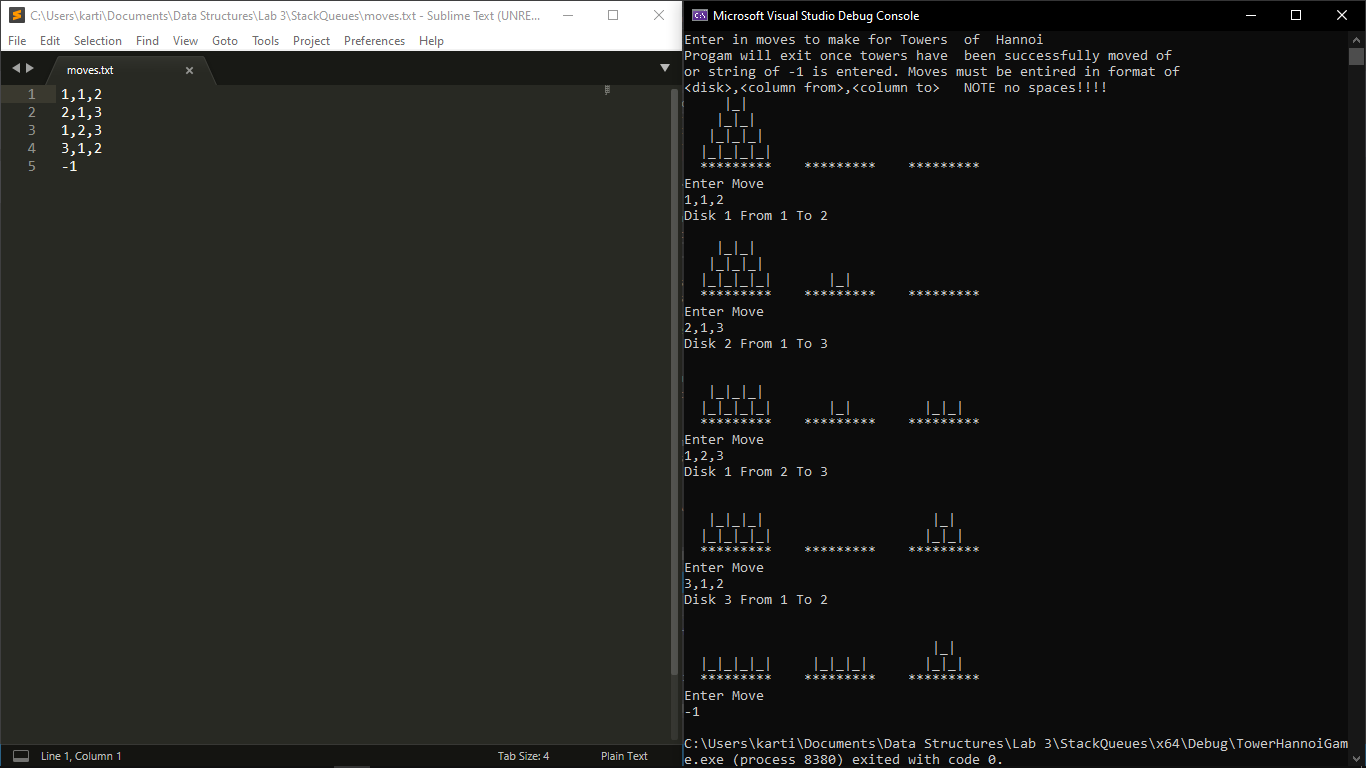 C:\Users\karti\Documents\Data Structures\Lab 3\StackQueues\moves.txt - Sublime Text (UNRE...
File Edit Selection Find View Goto Tools Project Preferences Help
moves.txt
1 1,1,2
2 2,1,3
3 1,2,3
4 3,1,2
5 -1
Line 1, Column 1 Tab Size: 4 Plain Text
Microsoft Visual Studio Debug Console
Enter in moves to make for Towers  of  Hannoi
Progam will exit once towers have  been successfully moved of
or string of -1 is entered. Moves must be entired in format of
<disk>,<column from>,<column to>   NOTE no spaces!!!!
     |_|
    |_|_|
   |_|_|_|
  |_|_|_|_|
  *********    *********    *********
Enter Move
1,1,2
Disk 1 From 1 To 2
    |_|_|
   |_|_|_|
  |_|_|_|_|       |_|
  *********    *********    *********
Enter Move
2,1,3
Disk 2 From 1 To 3
   |_|_|_|
  |_|_|_|_|       |_|         |_|_|
  *********    *********    *********
Enter Move
1,2,3
Disk 1 From 2 To 3
   |_|_|_|                     |_|
  |_|_|_|_|                   |_|_|
  *********    *********    *********
Enter Move
3,1,2
Disk 3 From 1 To 2
                               |_|
  |_|_|_|_|     |_|_|_|       |_|_|
  *********    *********    *********
Enter Move
-1
C:\Users\karti\Documents\Data Structures\Lab 3\StackQueues\x64\Debug\TowerHannoiGam
e.exe (process 8380) exited with code 0.